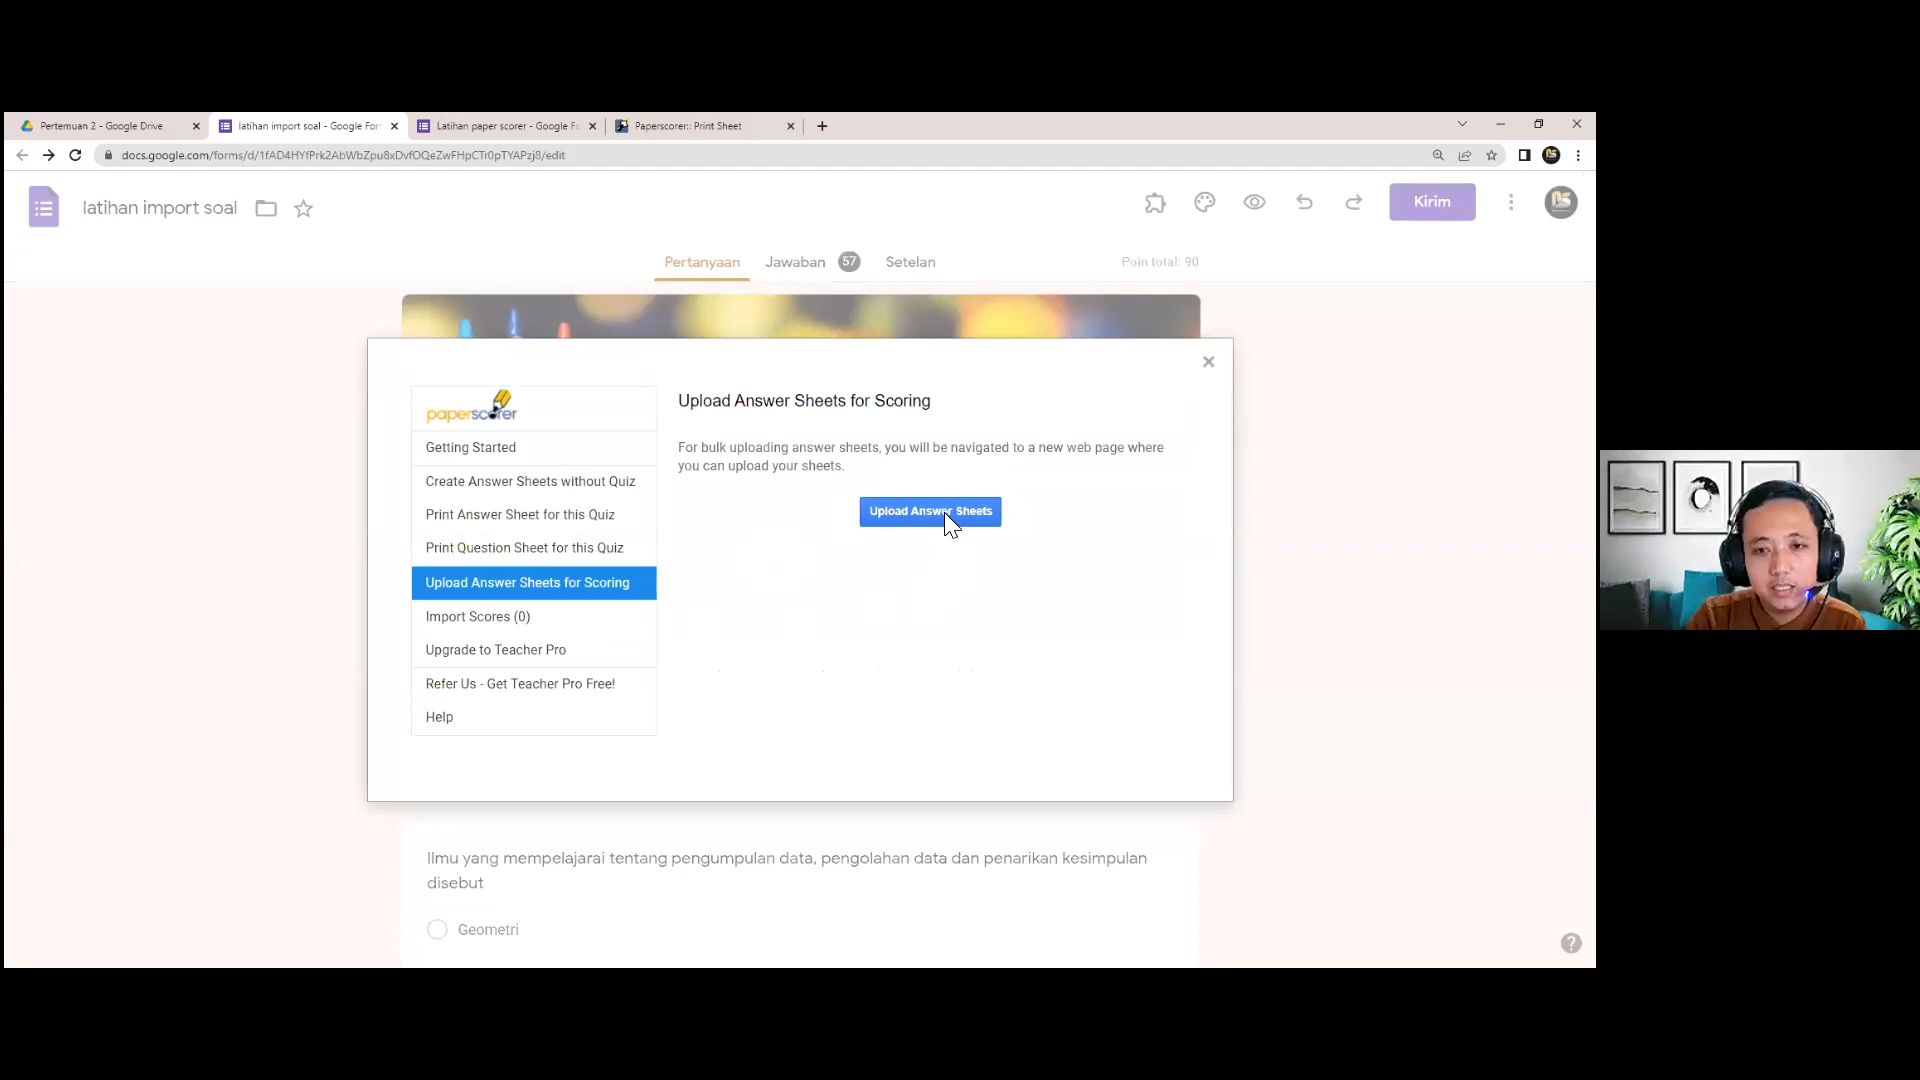 Pertemuan 2 - Google Drive
latihan import soal - Google For
Latihan paper scorer - Google Fo
Paperscorer:: Print Sheet
docs.google.com/forms/d/1fAD4HYfPrk2AbWbZpu8xDvfOQeZwFHpCTr0pTYAPzj8/edit
latihan import soal
Kirim
Pertanyaan
Jawaban 57
Setelan
Poin total: 90
paperscorer
Getting Started
Create Answer Sheets without Quiz
Print Answer Sheet for this Quiz
Print Question Sheet for this Quiz
Upload Answer Sheets for Scoring
Import Scores (0)
Upgrade to Teacher Pro
Refer Us - Get Teacher Pro Free!
Help
Upload Answer Sheets for Scoring
For bulk uploading answer sheets, you will be navigated to a new web page where
you can upload your sheets.
Upload Answer Sheets
Ilmu yang mempelajarai tentang pengumpulan data, pengolahan data dan penarikan kesimpulan
disebut
Geometri